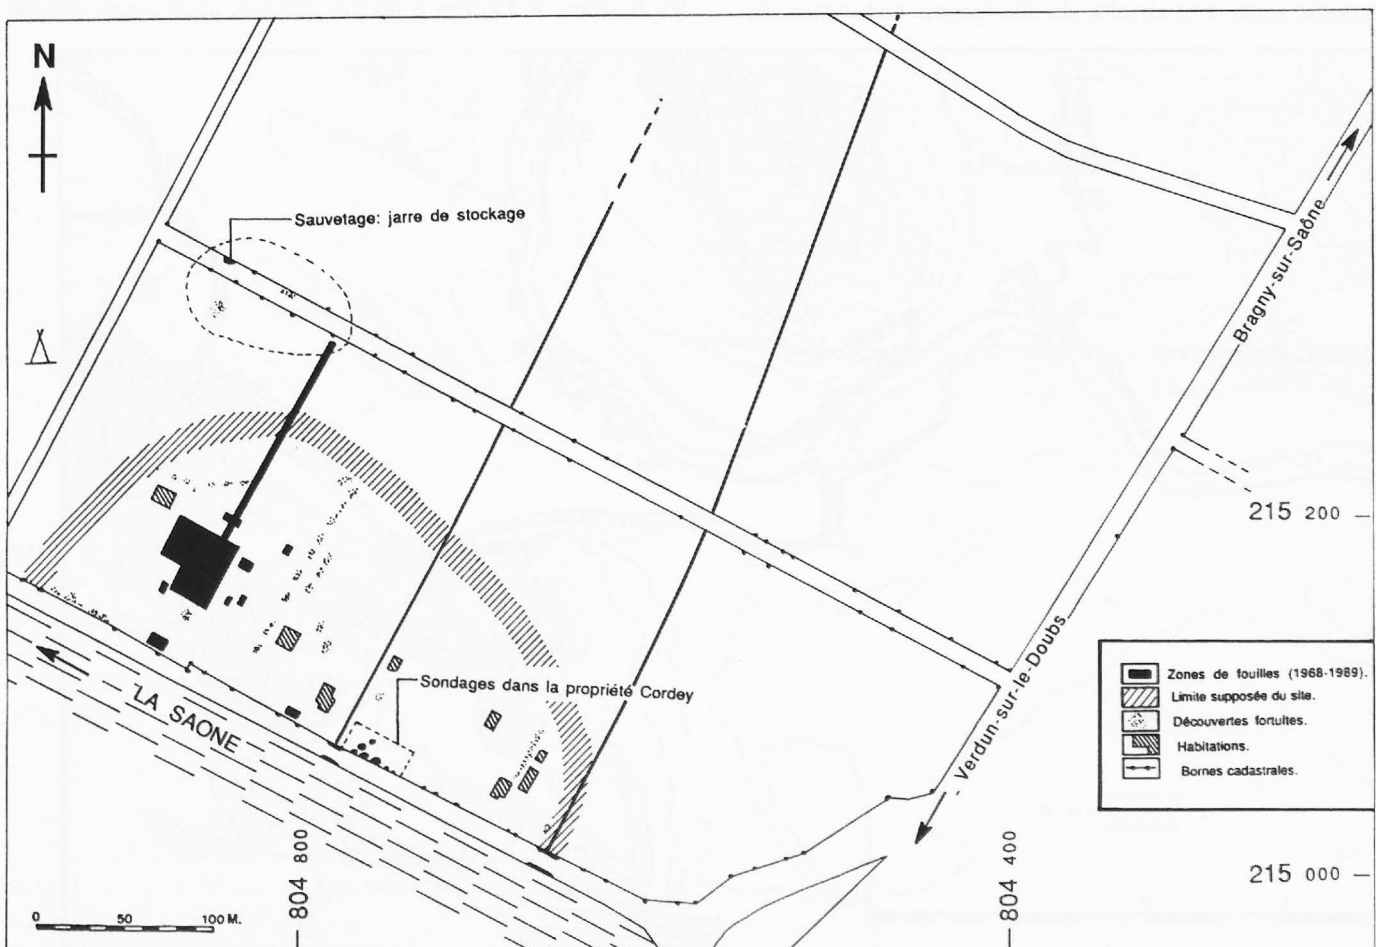 N
Sauvetage: jarre de stockage
Bragny-sur-Saône
215 200
Verdun-sur-le-Doubs
Zones de fouilles (1968-1989).
Limite supposée du site.
Découvertes fortuites.
Habitations.
Bornes cadastrales.
Sondages dans la propriété Cordey
LA SAONE
804 800
804 400
215 000
0 50 100 M.